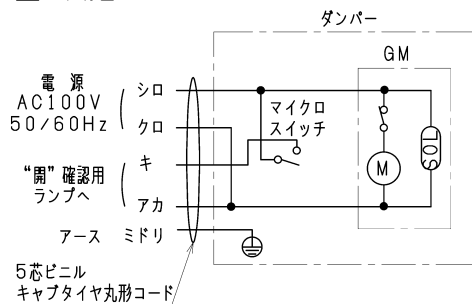 ダンパー
GM
電 源
AC100V
50/60Hz
シロ
クロ
マイクロ
スイッチ
M
SOL
“開”確認用
ランプへ
キ
アカ
アース ミドリ
5芯ビニル
キャブタイヤ丸形コード